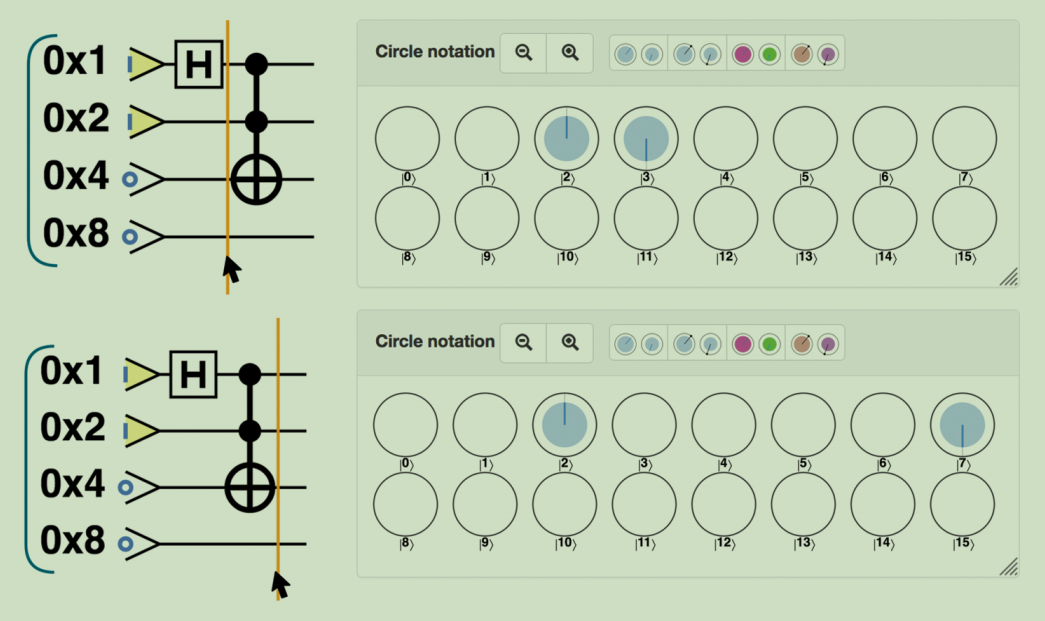 0x1 H
0x2
0x4
0x8
Circle notation
|0⟩ |1⟩ |2⟩ |3⟩ |4⟩ |5⟩ |6⟩ |7⟩
|8⟩ |9⟩ |10⟩ |11⟩ |12⟩ |13⟩ |14⟩ |15⟩
0x1 H
0x2
0x4
0x8
Circle notation
|0⟩ |1⟩ |2⟩ |3⟩ |4⟩ |5⟩ |6⟩ |7⟩
|8⟩ |9⟩ |10⟩ |11⟩ |12⟩ |13⟩ |14⟩ |15⟩